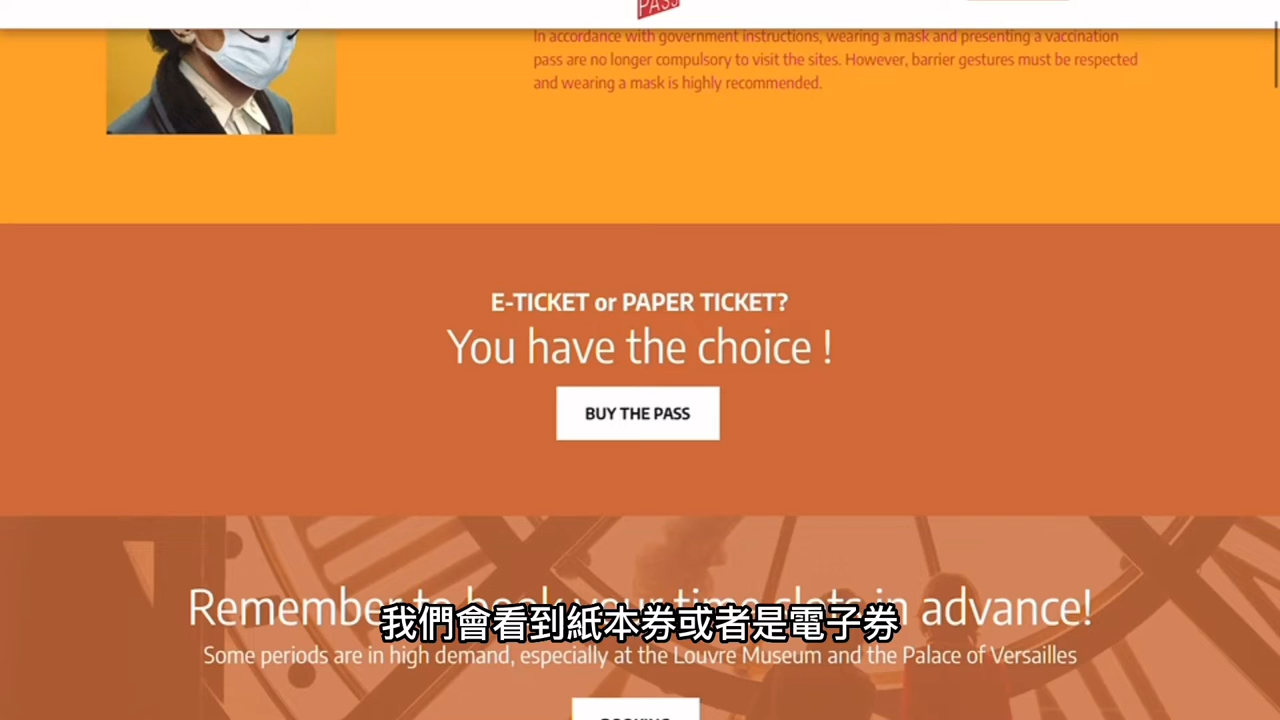 PASS
In accordance with government instructions, wearing a mask and presenting a vaccination
pass are no longer compulsory to visit the sites. However, barrier gestures must be respected
and wearing a mask is highly recommended.
E-TICKET or PAPER TICKET?
You have the choice !
BUY THE PASS
Remember to book your time slots in advance!
我們會看到紙本券或者是電子券
Some periods are in high demand, especially at the Louvre Museum and the Palace of Versailles
BOOKING